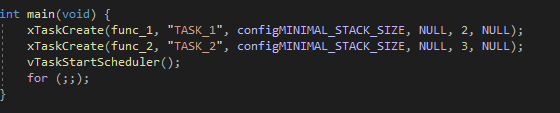 int main(void) {
    xTaskCreate(func_1, "TASK_1", configMINIMAL_STACK_SIZE, NULL, 2, NULL);
    xTaskCreate(func_2, "TASK_2", configMINIMAL_STACK_SIZE, NULL, 3, NULL);
    vTaskStartScheduler();
    for (;;);
}